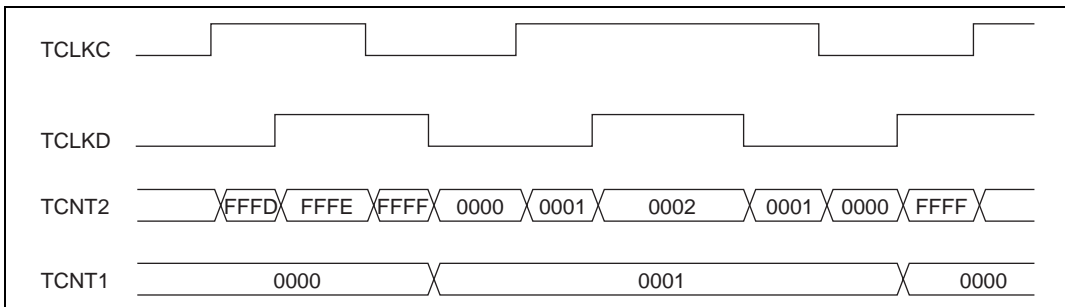 TCLKC
TCLKD
TCNT2 FFFD FFFE FFFF 0000 0001 0002 0001 0000 FFFF
TCNT1 0000 0001 0000